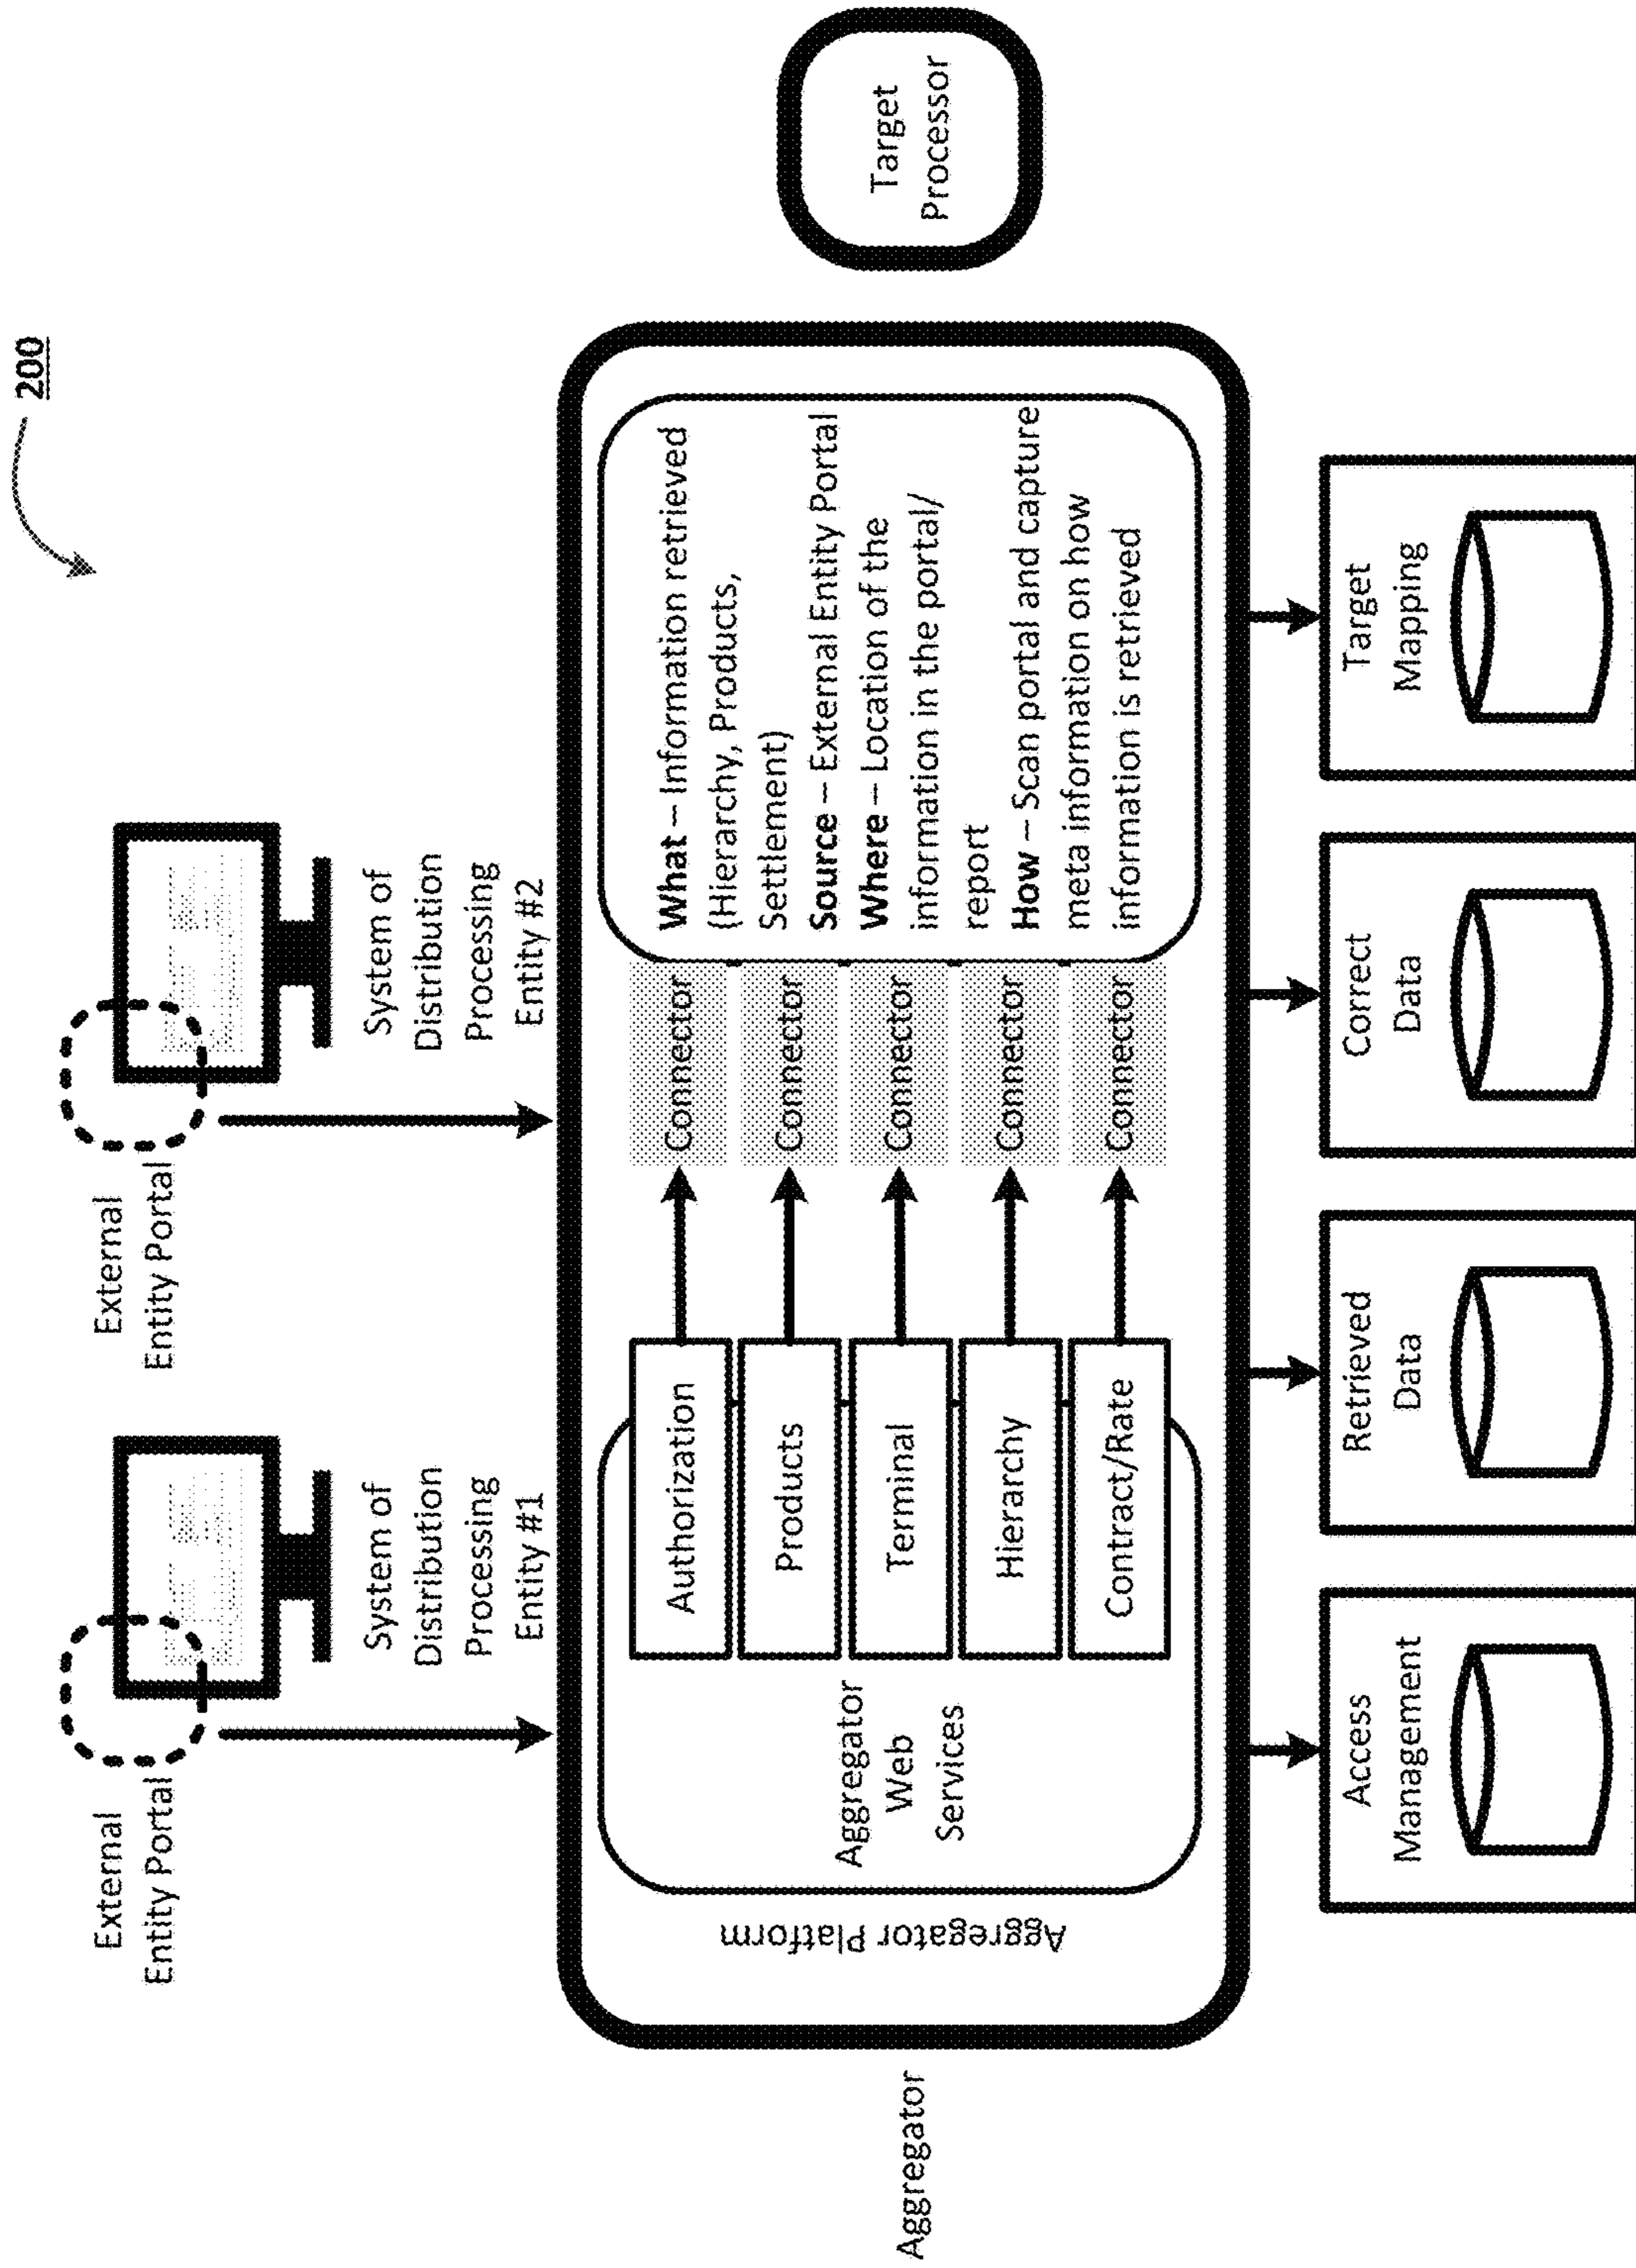 200
External
Entity Portal
System of
Distribution
Processing
Entity #1
External
Entity Portal
System of
Distribution
Processing
Entity #2
Aggregator
Aggregator Platform
Aggregator
Web
Services
Authorization
Products
Terminal
Hierarchy
Contract/Rate
Connector
Connector
Connector
Connector
Connector
What – Information retrieved
(Hierarchy, Products,
Settlement)
Source – External Entity Portal
Where – Location of the
information in the portal/
report
How – Scan portal and capture
meta information on how
information is retrieved
Target
Processor
Access
Management
Retrieved
Data
Correct
Data
Target
Mapping